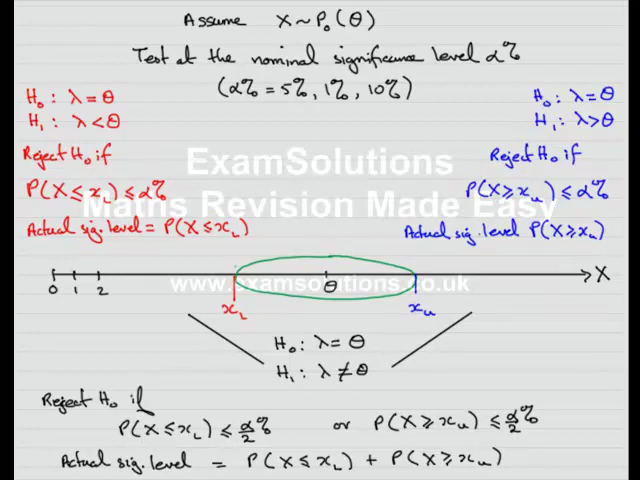 Assume X ~ Po(θ)
Test at the nominal significance level α%
(α% = 5%, 1%, 10%)
H₀ : λ = θ
H₁ : λ < θ
Reject H₀ if
P(X ≤ x_L) ≤ α%
Actual sig. level = P(X ≤ x_L)
H₀ : λ = θ
H₁ : λ > θ
Reject H₀ if
P(X ≥ x_u) ≤ α%
Actual sig. level P(X ≥ x_u)
ExamSolutions
Maths Revision Made Easy
www.examsolutions.co.uk
0 1 2 θ X
x_L x_u
H₀ : λ = θ
H₁ : λ ≠ θ
Reject H₀ if
P(X ≤ x_L) ≤ α/2% or P(X ≥ x_u) ≤ α/2%
Actual sig. level = P(X ≤ x_L) + P(X ≥ x_u)